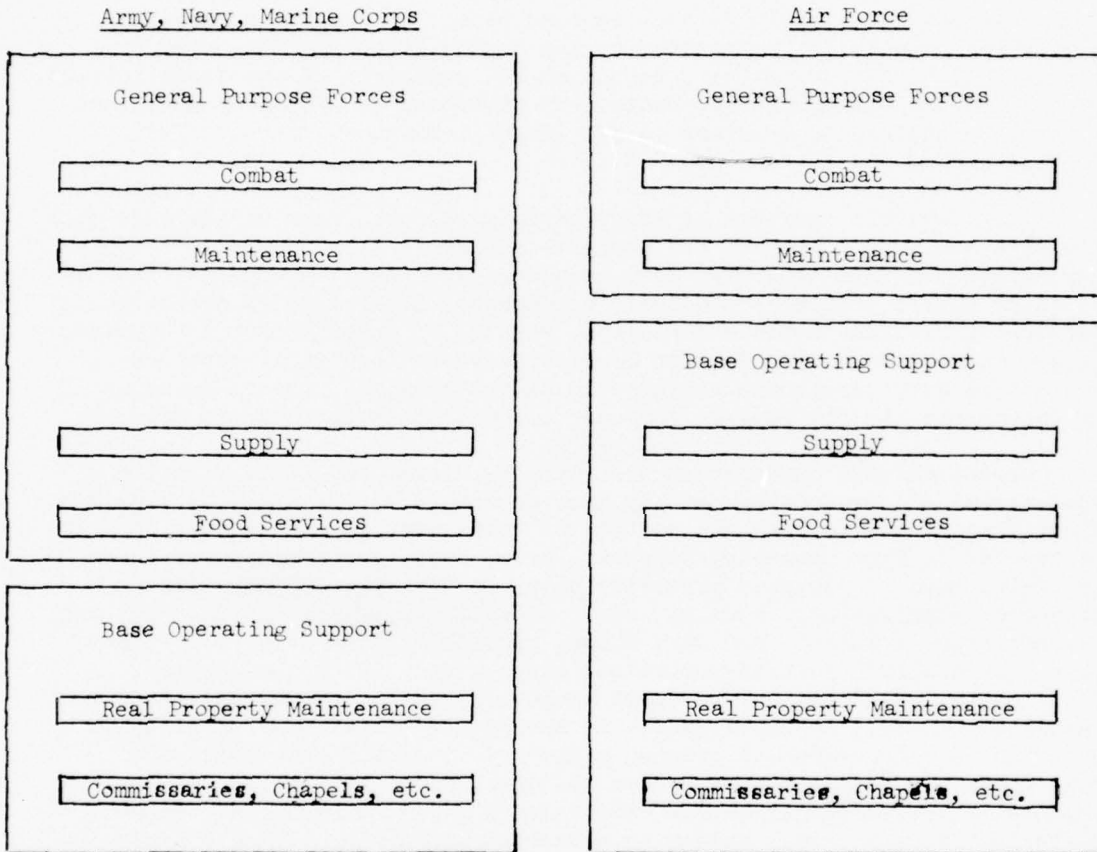 Army, Navy, Marine Corps
General Purpose Forces
Combat
Maintenance
Supply
Food Services
Base Operating Support
Real Property Maintenance
Commissaries, Chapels, etc.
Air Force
General Purpose Forces
Combat
Maintenance
Base Operating Support
Supply
Food Services
Real Property Maintenance
Commissaries, Chapels, etc.